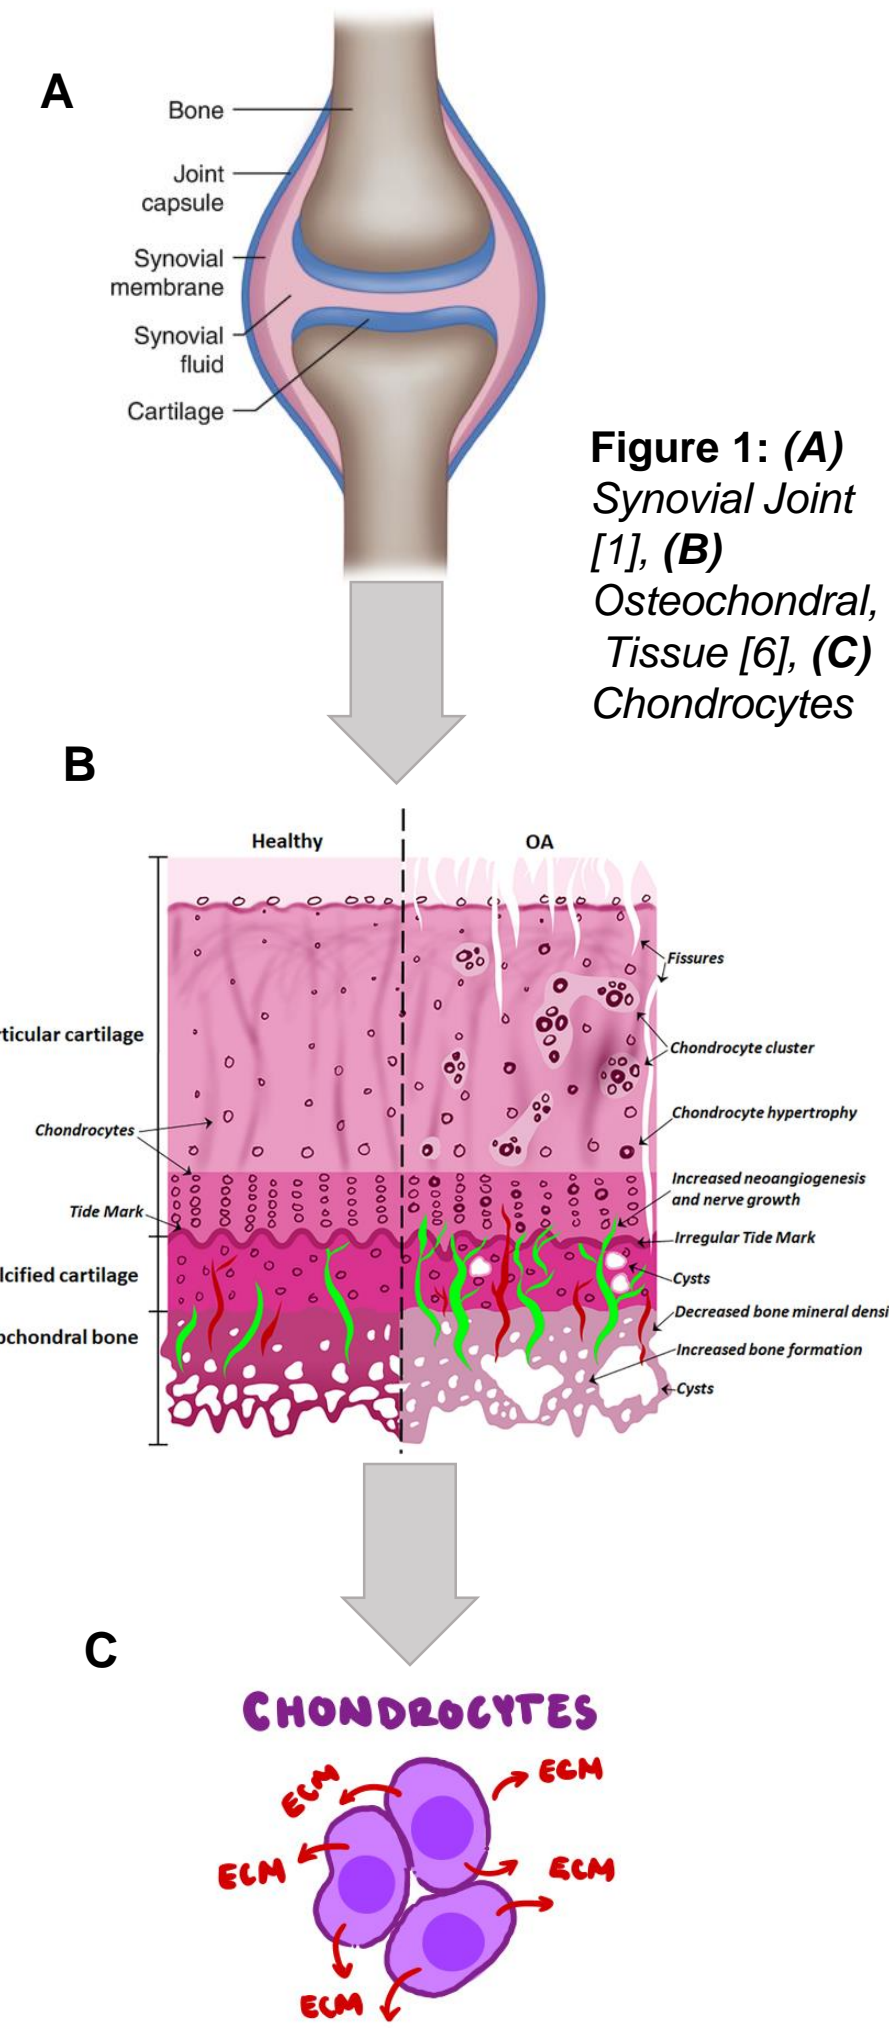 A
Bone
Joint
capsule
Synovial
membrane
Synovial
fluid
Cartilage
Figure 1: (A)
Synovial Joint
[1], (B)
Osteochondral,
Tissue [6], (C)
Chondrocytes
B
Healthy
OA
Fissures
rticular cartilage
Chondrocyte cluster
Chondrocyte hypertrophy
Chondrocytes
Increased neoangiogenesis
and nerve growth
Tide Mark
Irregular Tide Mark
lcified cartilage
Cysts
Decreased bone mineral densi
bchondral bone
Increased bone formation
Cysts
C
CHONDROCYTES
ECM
ECM
ECM
ECM
ECM